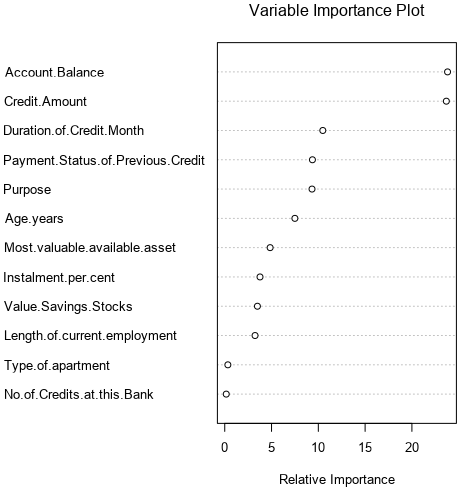 Variable Importance Plot
Account.Balance
Credit.Amount
Duration.of.Credit.Month
Payment.Status.of.Previous.Credit
Purpose
Age.years
Most.valuable.available.asset
Instalment.per.cent
Value.Savings.Stocks
Length.of.current.employment
Type.of.apartment
No.of.Credits.at.this.Bank
0 5 10 15 20
Relative Importance